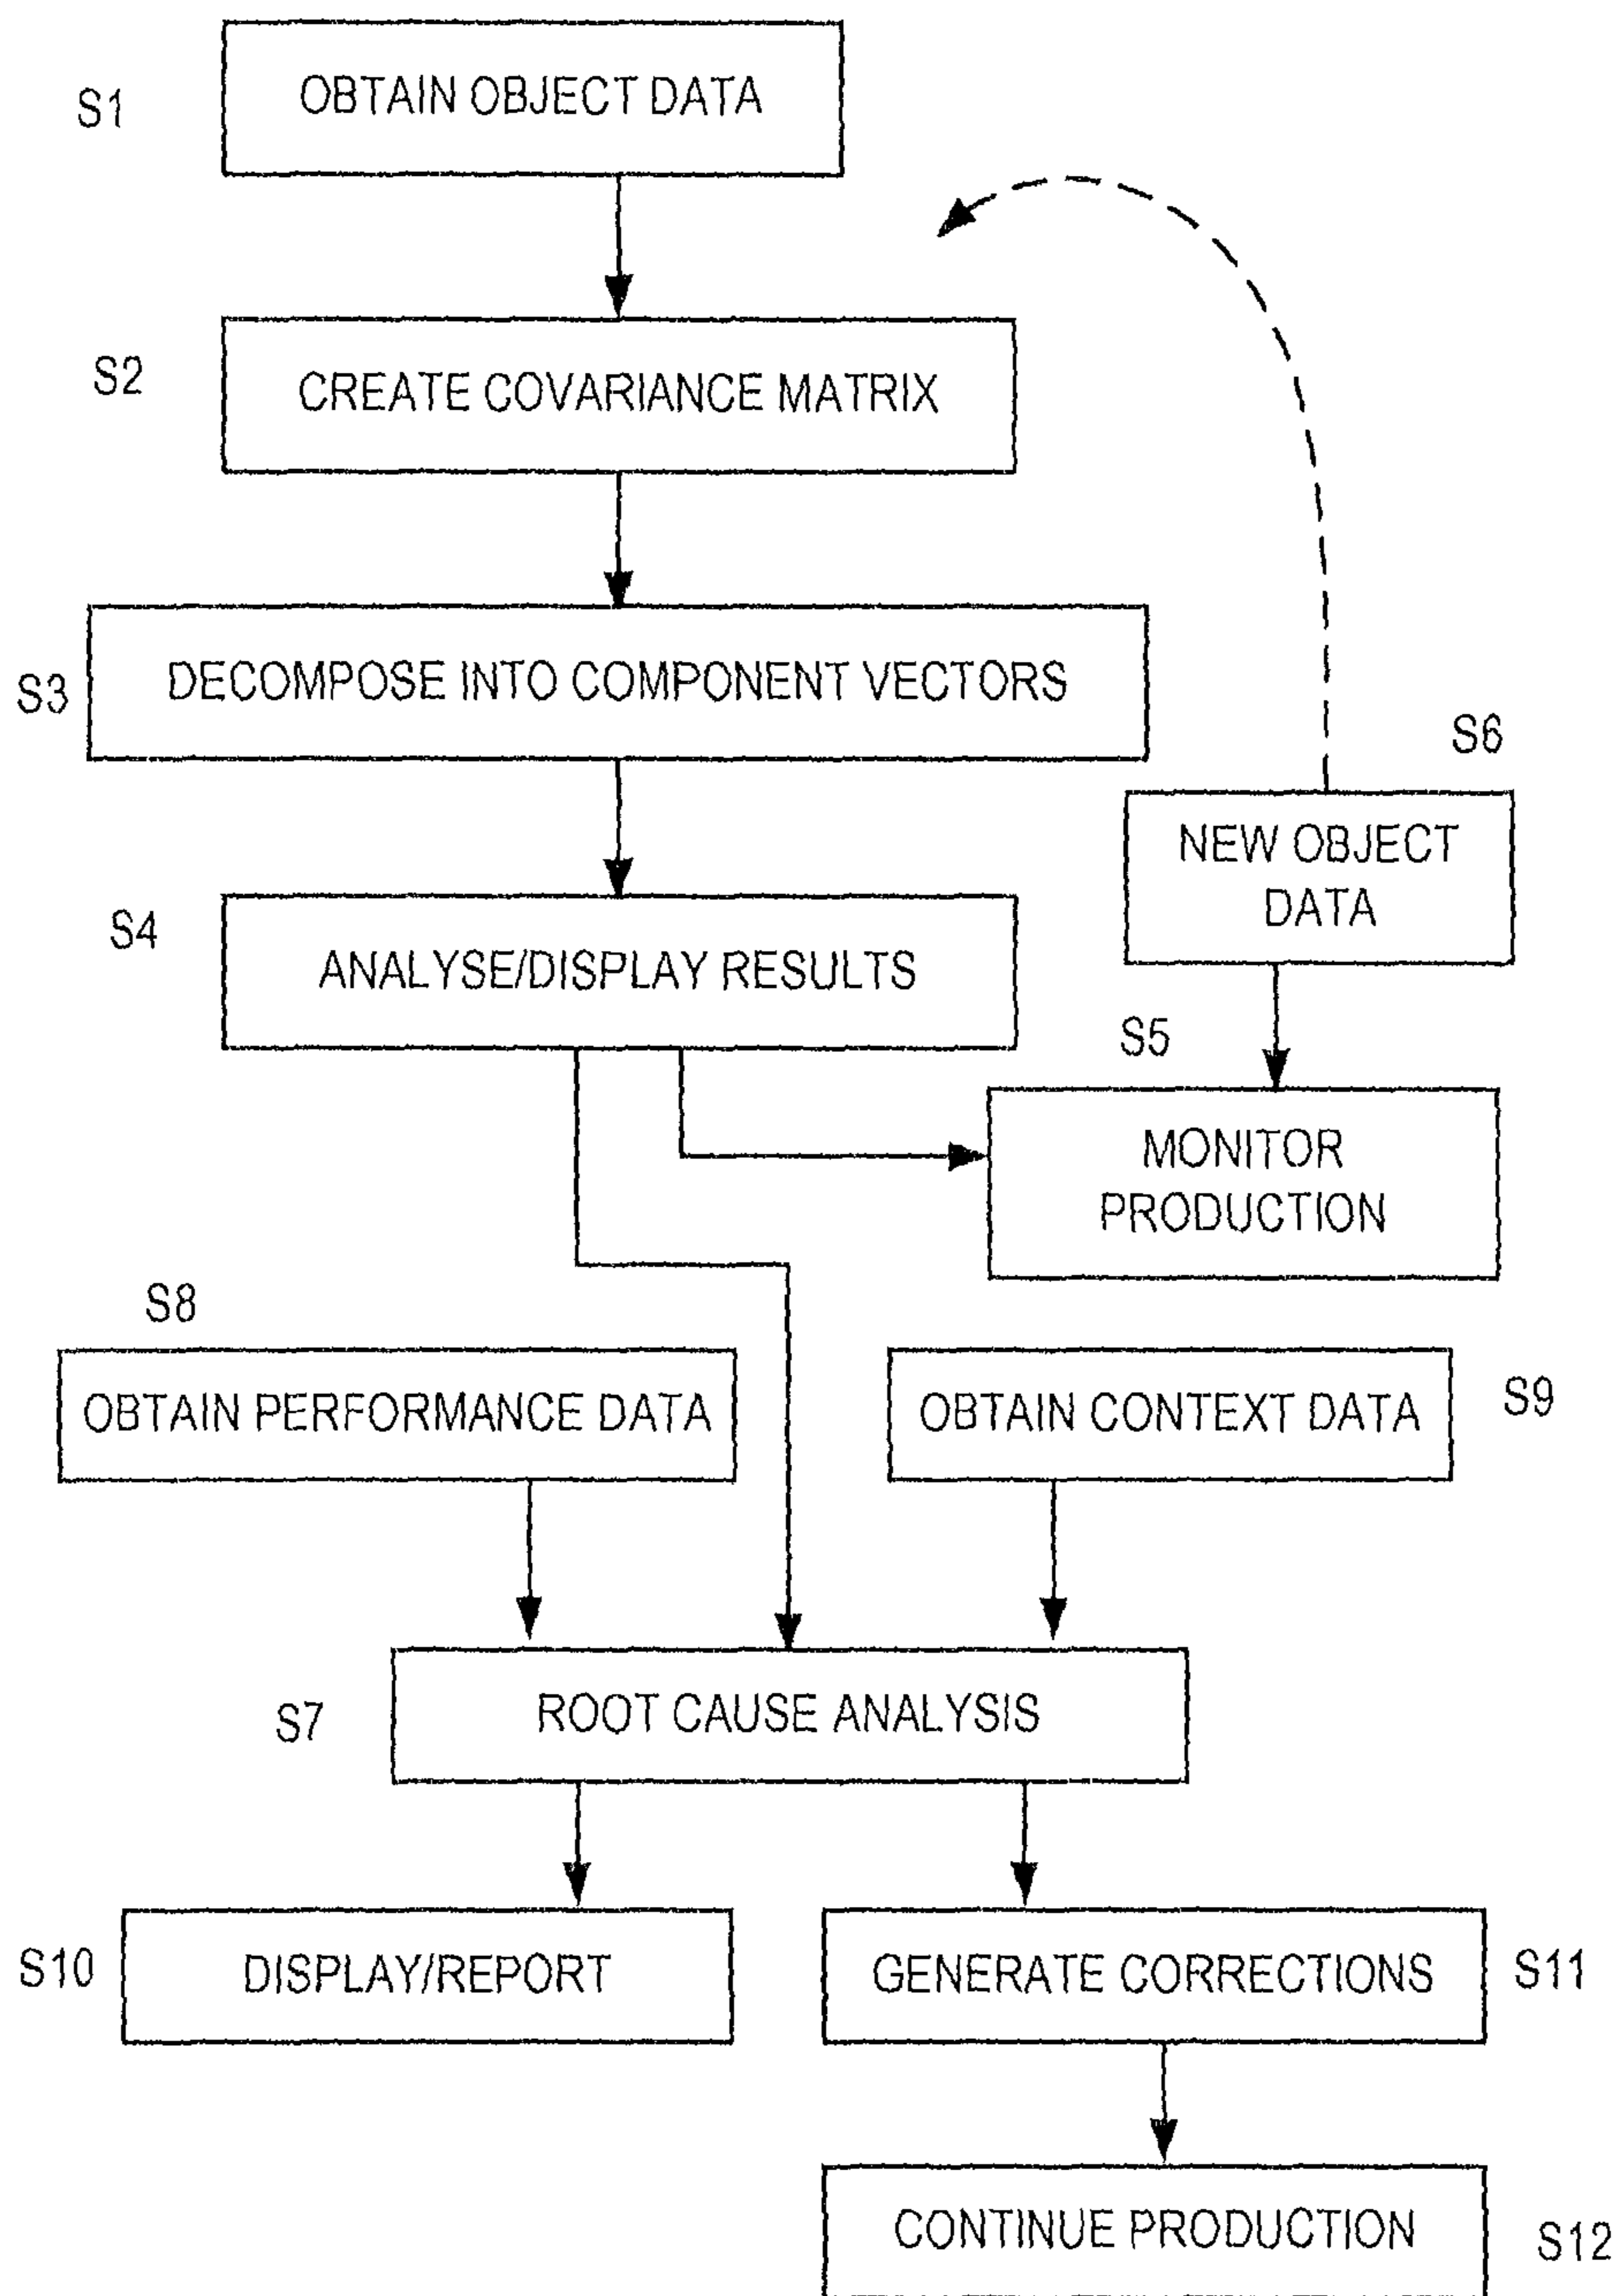 S1
OBTAIN OBJECT DATA
S2
CREATE COVARIANCE MATRIX
S3
DECOMPOSE INTO COMPONENT VECTORS
S6
NEW OBJECT
DATA
S4
ANALYSE/DISPLAY RESULTS
S5
MONITOR
PRODUCTION
S8
OBTAIN PERFORMANCE DATA
OBTAIN CONTEXT DATA
S9
S7
ROOT CAUSE ANALYSIS
S10
DISPLAY/REPORT
GENERATE CORRECTIONS
S11
CONTINUE PRODUCTION
S12